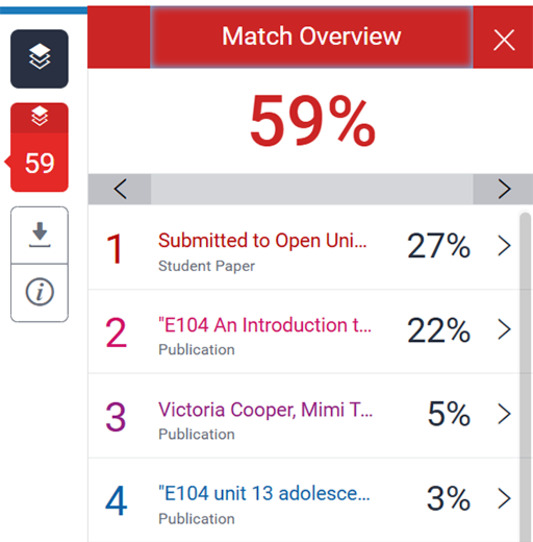 Match Overview
59
59%
1 Submitted to Open Uni... 27%
Student Paper
2 "E104 An Introduction t... 22%
Publication
3 Victoria Cooper, Mimi T... 5%
Publication
4 "E104 unit 13 adolesce... 3%
Publication